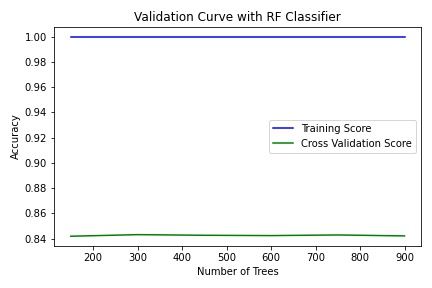 Validation Curve with RF Classifier
1.00
0.98
0.96
0.94
0.92
0.90
0.88
0.86
0.84
Accuracy
Training Score
Cross Validation Score
200 300 400 500 600 700 800 900
Number of Trees